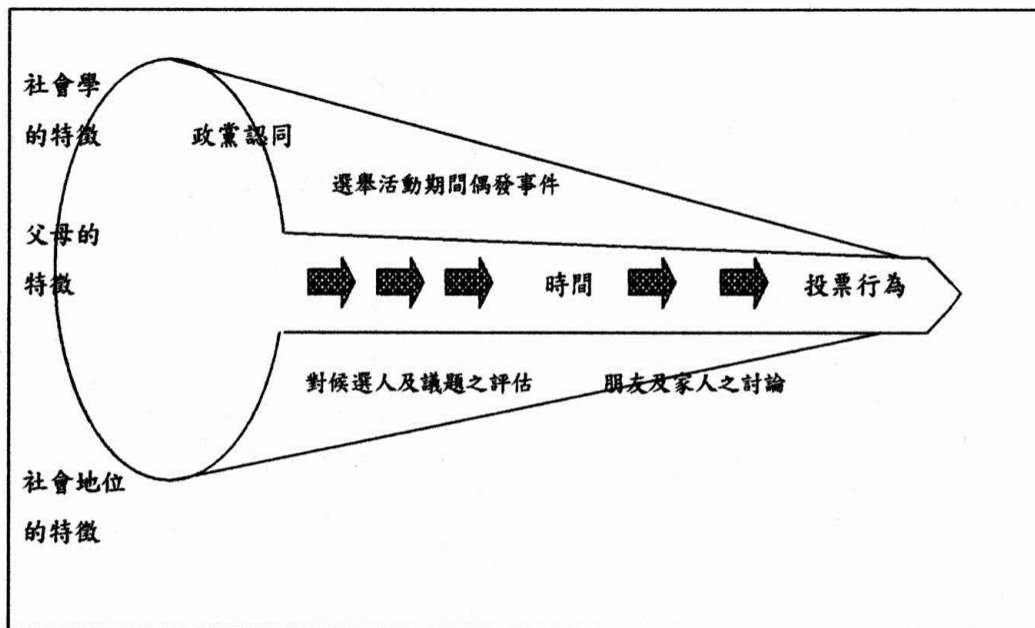 社會學
的特徵
政黨認同
選舉活動期間偶發事件
父母的
特徵
時間
投票行為
對候選人及議題之評估
朋友及家人之討論
社會地位
的特徵